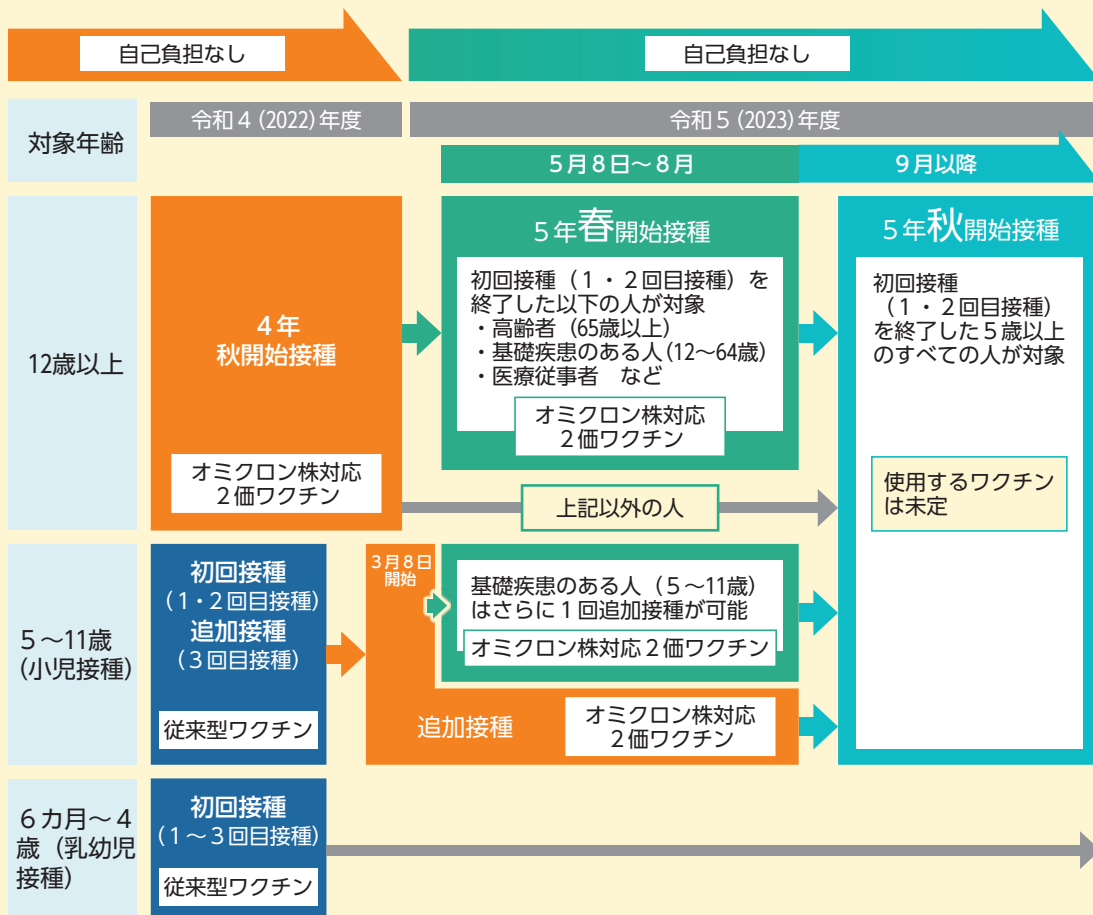 自己負担なし
自己負担なし
対象年齢
令和４(2022)年度
令和５(2023)年度
５月８日～８月
９月以降
12歳以上
４年
秋開始接種
オミクロン株対応
２価ワクチン
５年春開始接種
初回接種（１・２回目接種）を
終了した以下の人が対象
・高齢者（65歳以上）
・基礎疾患のある人(12～64歳)
・医療従事者　など
オミクロン株対応
２価ワクチン
上記以外の人
５年秋開始接種
初回接種
（１・２回目接種）
を終了した５歳以上
のすべての人が対象
使用するワクチン
は未定
５～11歳
(小児接種)
初回接種
(１・２回目接種)
追加接種
(３回目接種)
従来型ワクチン
３月８日
開始
基礎疾患のある人（５～11歳）
はさらに１回追加接種が可能
オミクロン株対応２価ワクチン
追加接種
オミクロン株対応
２価ワクチン
６カ月～４
歳（乳幼児
接種）
初回接種
(１～３回目接種)
従来型ワクチン